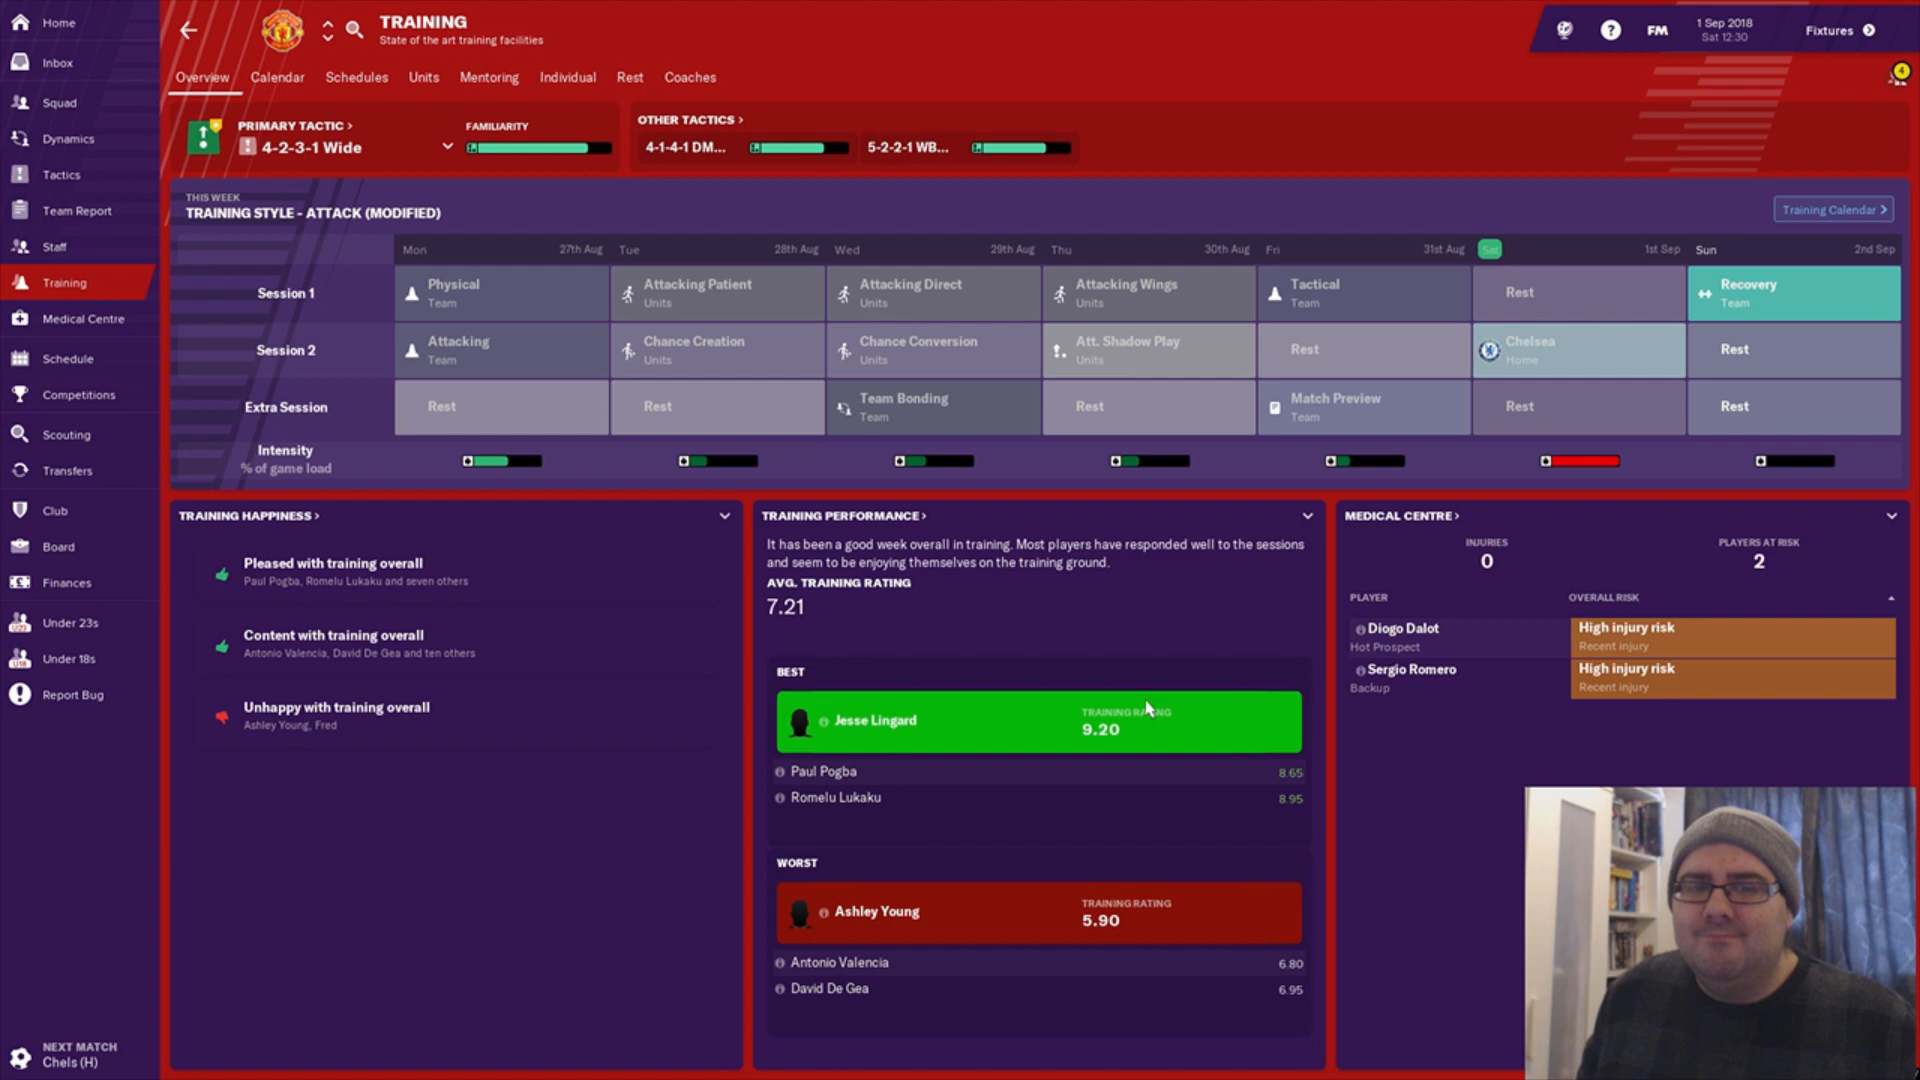 Home
Inbox
Squad
Dynamics
Tactics
Team Report
Staff
Training
Medical Centre
Schedule
Competitions
Scouting
Transfers
Club
Board
Finances
Under 23s
Under 18s
Report Bug
NEXT MATCH
Chels (H)
TRAINING
State of the art training facilities
FM
1 Sep 2018
Sat 12:30
Fixtures
4
Overview Calendar Schedules Units Mentoring Individual Rest Coaches
PRIMARY TACTIC >
4-2-3-1 Wide
FAMILIARITY
OTHER TACTICS >
4-1-4-1 DM...
5-2-2-1 WB...
THIS WEEK
TRAINING STYLE - ATTACK (MODIFIED)
Training Calendar >
Mon 27th Aug Tue 28th Aug Wed 29th Aug Thu 30th Aug Fri 31st Aug Sat 1st Sep Sun 2nd Sep
Session 1
Physical
Team
Attacking Patient
Units
Attacking Direct
Units
Attacking Wings
Units
Tactical
Team
Rest
Recovery
Team
Session 2
Attacking
Team
Chance Creation
Units
Chance Conversion
Units
Att. Shadow Play
Units
Rest
Chelsea
Home
Rest
Extra Session
Rest
Rest
Team Bonding
Team
Rest
Match Preview
Team
Rest
Rest
Intensity
% of game load
TRAINING HAPPINESS >
Pleased with training overall
Paul Pogba, Romelu Lukaku and seven others
Content with training overall
Antonio Valencia, David De Gea and ten others
Unhappy with training overall
Ashley Young, Fred
TRAINING PERFORMANCE >
It has been a good week overall in training. Most players have responded well to the sessions
and seem to be enjoying themselves on the training ground.
AVG. TRAINING RATING
7.21
BEST
Jesse Lingard
TRAINING RATING
9.20
Paul Pogba 8.65
Romelu Lukaku 8.95
WORST
Ashley Young
TRAINING RATING
5.90
Antonio Valencia 6.80
David De Gea 6.95
MEDICAL CENTRE >
INJURIES
0
PLAYERS AT RISK
2
PLAYER OVERALL RISK
Diogo Dalot
Hot Prospect
High injury risk
Recent injury
Sergio Romero
Backup
High injury risk
Recent injury